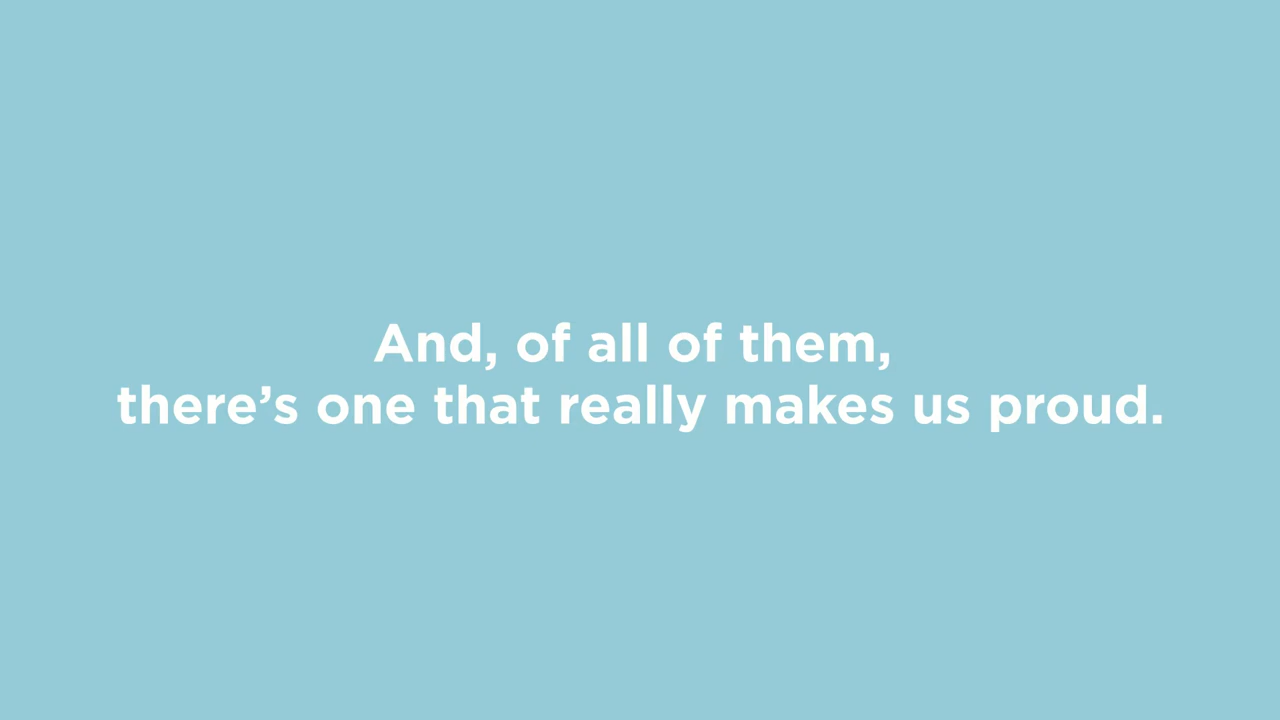 And, of all of them,
there’s one that really makes us proud.